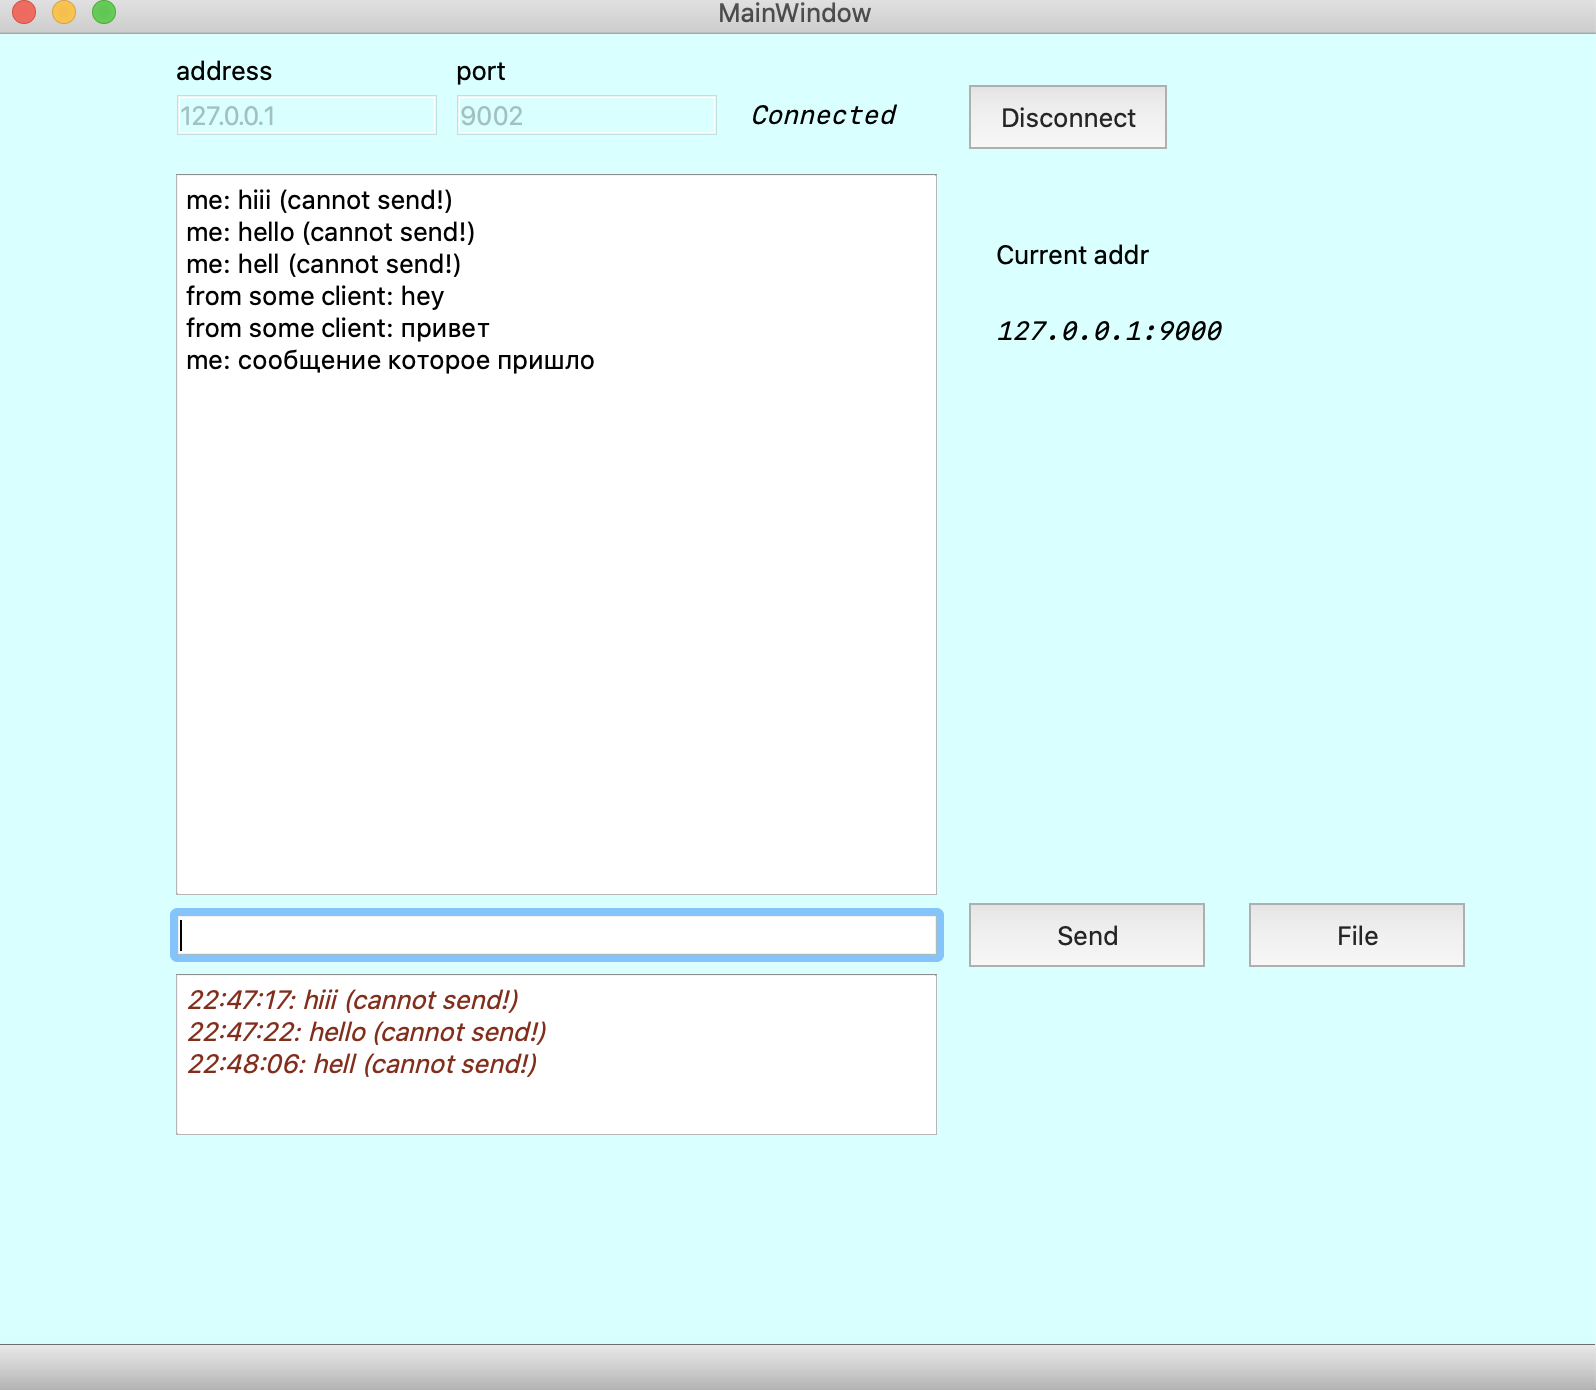 MainWindow
address
port
127.0.0.1
9002
Connected
Disconnect
me: hiii (cannot send!)
me: hello (cannot send!)
me: hell (cannot send!)
from some client: hey
from some client: привет
me: сообщение которое пришло
Current addr
127.0.0.1:9000
Send
File
22:47:17: hiii (cannot send!)
22:47:22: hello (cannot send!)
22:48:06: hell (cannot send!)